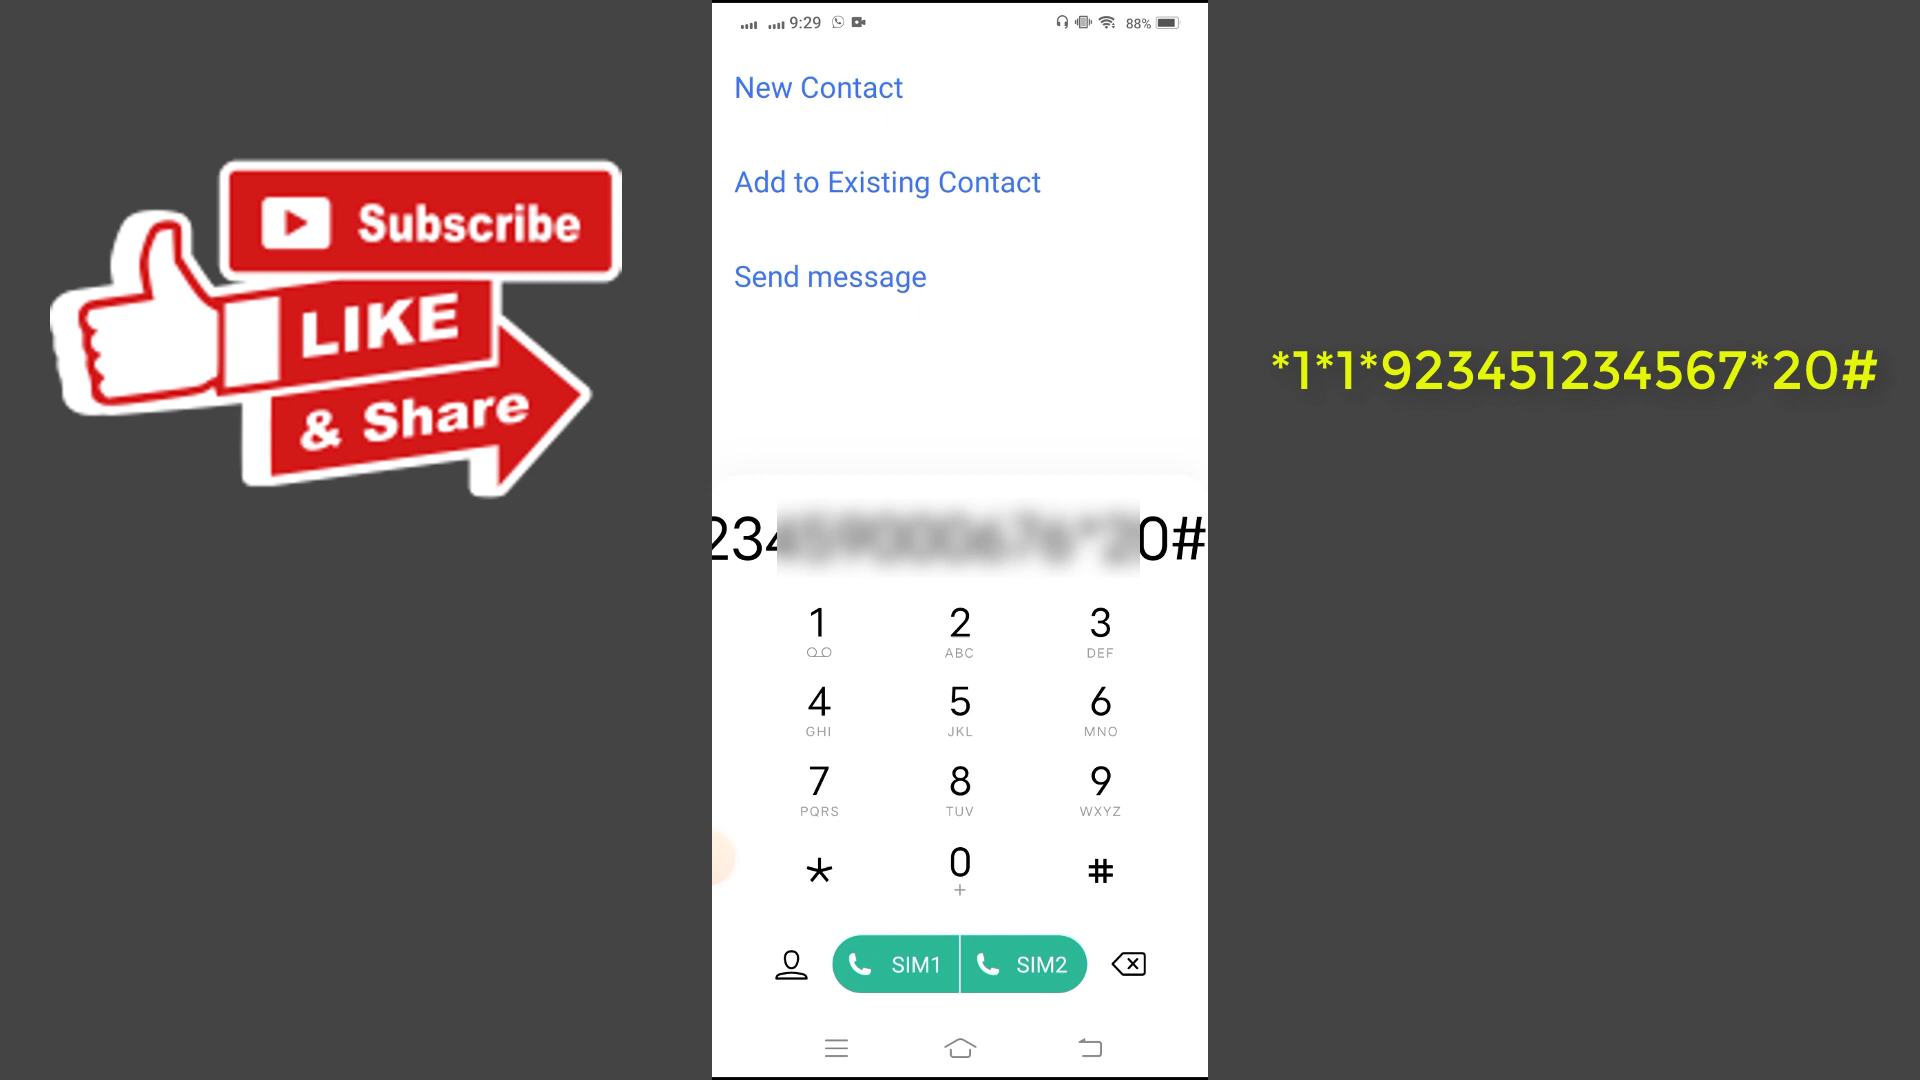 Subscribe
LIKE
& Share
9:29
88%
New Contact
Add to Existing Contact
Send message
*1*1*923451234567*20#
0#
1
2 ABC
3 DEF
4 GHI
5 JKL
6 MNO
7 PQRS
8 TUV
9 WXYZ
*
0 +
#
SIM1
SIM2